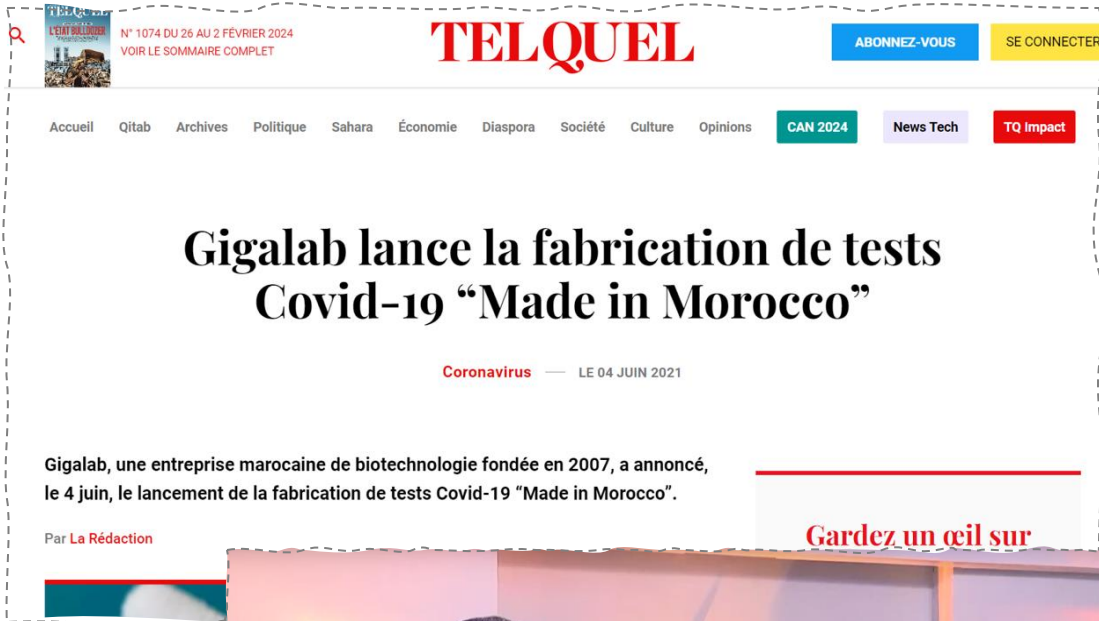 TELQUEL
L'ÉTAT BULLDOZER
N° 1074 DU 26 AU 2 FÉVRIER 2024
VOIR LE SOMMAIRE COMPLET
TELQUEL
ABONNEZ-VOUS
SE CONNECTER
Accueil Qitab Archives Politique Sahara Économie Diaspora Société Culture Opinions CAN 2024 News Tech TQ Impact
Gigalab lance la fabrication de tests
Covid-19 “Made in Morocco”
Coronavirus — LE 04 JUIN 2021
Gigalab, une entreprise marocaine de biotechnologie fondée en 2007, a annoncé,
le 4 juin, le lancement de la fabrication de tests Covid-19 “Made in Morocco”.
Par La Rédaction
Gardez un œil sur